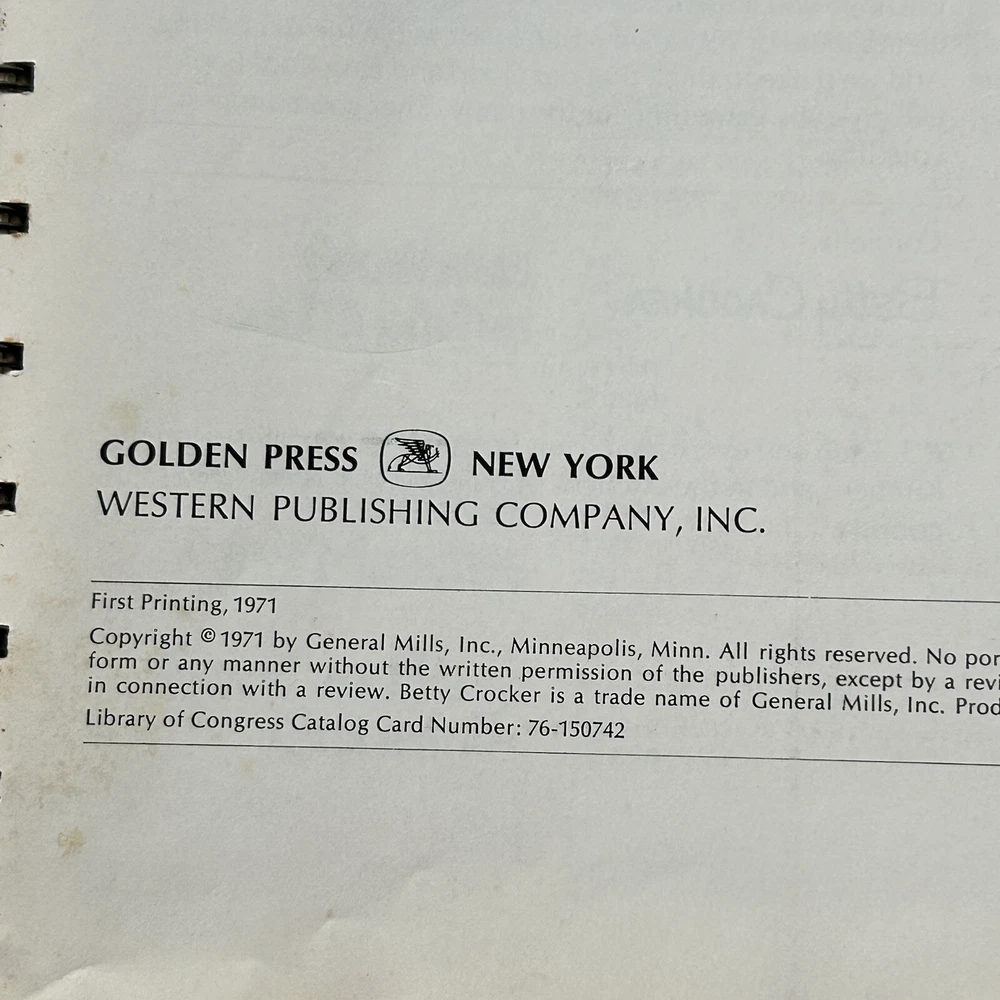 GOLDEN PRESS NEW YORK
WESTERN PUBLISHING COMPANY, INC.
First Printing, 1971
Copyright © 1971 by General Mills, Inc., Minneapolis, Minn. All rights reserved. No por
form or any manner without the written permission of the publishers, except by a revi
in connection with a review. Betty Crocker is a trade name of General Mills, Inc. Prod
Library of Congress Catalog Card Number: 76-150742